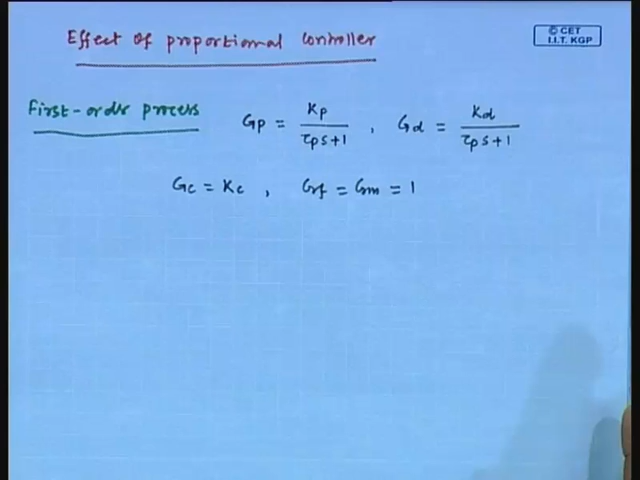 Effect of proportional controller
© CET
I.I.T. KGP
First-order process Gp = Kp / τps+1 , Gd = Kd / τps+1
Gc = Kc , Gf = Gm = 1